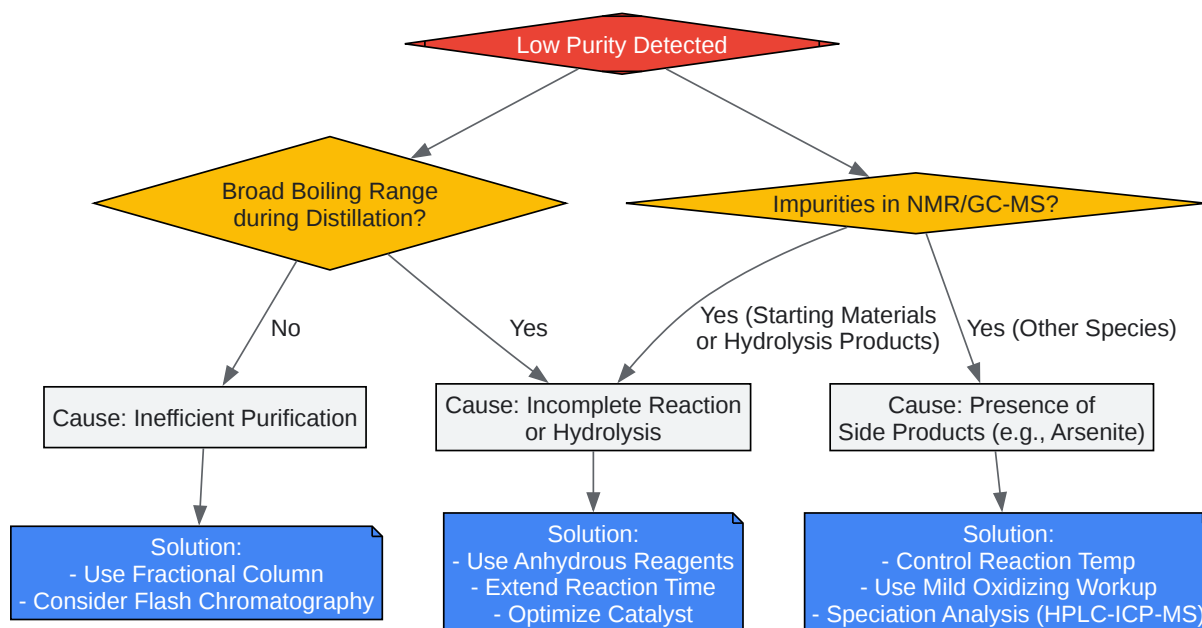 Low Purity Detected
Broad Boiling Range
during Distillation?
Impurities in NMR/GC-MS?
No
Yes
Yes (Starting Materials
or Hydrolysis Products)
Yes (Other Species)
Cause: Inefficient Purification
Cause: Incomplete Reaction
or Hydrolysis
Cause: Presence of
Side Products (e.g., Arsenite)
Solution:
- Use Fractional Column
- Consider Flash Chromatography
Solution:
- Use Anhydrous Reagents
- Extend Reaction Time
- Optimize Catalyst
Solution:
- Control Reaction Temp
- Use Mild Oxidizing Workup
- Speciation Analysis (HPLC-ICP-MS)